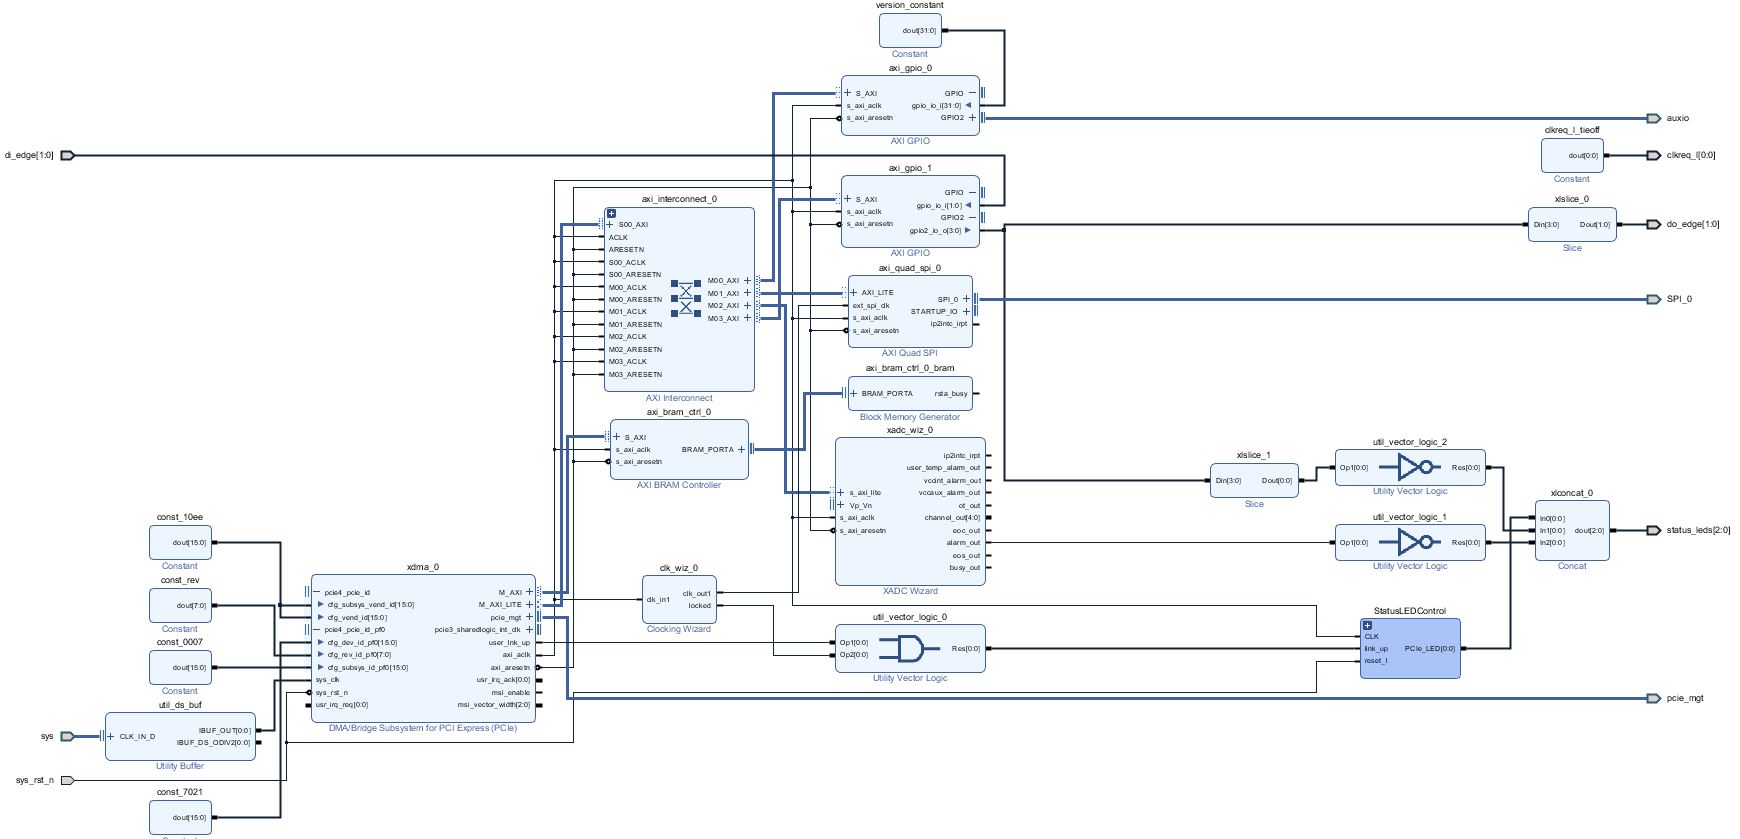 version_constant
dout[31:0]
Constant
axi_gpio_0
S_AXI
s_axi_aclk
s_axi_aresetn
GPIO
gpio_io_i[31:0]
GPIO2
AXI GPIO
auxio
clkreq_l_tieoff
dout[0:0]
Constant
clkreq_l[0:0]
di_edge[1:0]
axi_gpio_1
S_AXI
s_axi_aclk
s_axi_aresetn
GPIO
gpio_io_i[1:0]
GPIO2
gpio2_io_o[3:0]
AXI GPIO
xlslice_0
Din[3:0]
Dout[1:0]
Slice
do_edge[1:0]
axi_interconnect_0
S00_AXI
ACLK
ARESETN
S00_ACLK
S00_ARESETN
M00_ACLK
M00_ARESETN
M01_ACLK
M01_ARESETN
M02_ACLK
M02_ARESETN
M03_ACLK
M03_ARESETN
M00_AXI
M01_AXI
M02_AXI
M03_AXI
AXI Interconnect
axi_quad_spi_0
AXI_LITE
ext_spi_clk
s_axi_aclk
s_axi_aresetn
SPI_0
STARTUP_IO
ip2intc_irpt
AXI Quad SPI
SPI_0
axi_bram_ctrl_0_bram
BRAM_PORTA
rsta_busy
Block Memory Generator
axi_bram_ctrl_0
S_AXI
s_axi_aclk
s_axi_aresetn
BRAM_PORTA
AXI BRAM Controller
xadc_wiz_0
s_axi_lite
Vp_Vn
s_axi_aclk
s_axi_aresetn
ip2intc_irpt
user_temp_alarm_out
vccint_alarm_out
vccaux_alarm_out
ot_out
channel_out[4:0]
eoc_out
alarm_out
eos_out
busy_out
XADC Wizard
xlslice_1
Din[3:0]
Dout[0:0]
Slice
util_vector_logic_2
Op1[0:0]
Res[0:0]
Utility Vector Logic
util_vector_logic_1
Op1[0:0]
Res[0:0]
Utility Vector Logic
xlconcat_0
In0[0:0]
In1[0:0]
In2[0:0]
dout[2:0]
Concat
status_leds[2:0]
const_10ee
dout[15:0]
Constant
const_rev
dout[7:0]
Constant
const_0007
dout[15:0]
Constant
xdma_0
pcie4_pcie_id
cfg_subsys_vend_id[15:0]
cfg_vend_id[15:0]
pcie4_pcie_id_pf0
cfg_dev_id_pf0[15:0]
cfg_rev_id_pf0[7:0]
cfg_subsys_id_pf0[15:0]
sys_clk
sys_rst_n
usr_irq_req[0:0]
M_AXI
M_AXI_LITE
pcie_mgt
pcie3_sharedlogic_int_clk
user_lnk_up
axi_aclk
axi_aresetn
usr_irq_ack[0:0]
msi_enable
msi_vector_width[2:0]
DMA/Bridge Subsystem for PCI Express (PCIe)
clk_wiz_0
clk_in1
clk_out1
locked
Clocking Wizard
util_vector_logic_0
Op1[0:0]
Op2[0:0]
Res[0:0]
Utility Vector Logic
StatusLEDControl
CLK
link_up
reset_l
PCIe_LED[0:0]
pcie_mgt
util_ds_buf
sys
CLK_IN_D
IBUF_OUT[0:0]
IBUF_DS_ODIV2[0:0]
Utility Buffer
sys_rst_n
const_7021
dout[15:0]